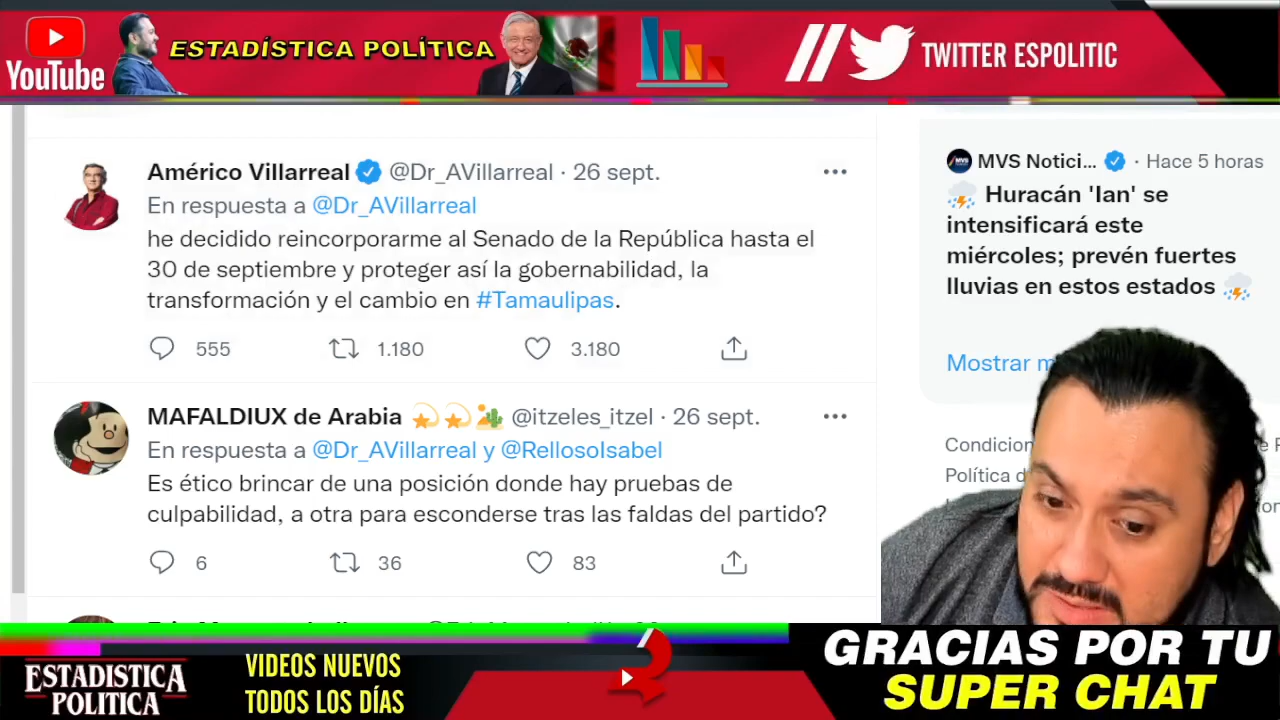 YouTube
ESTADÍSTICA POLÍTICA
TWITTER ESPOLITIC
Américo Villarreal @Dr_AVillarreal · 26 sept.
En respuesta a @Dr_AVillarreal
he decidido reincorporarme al Senado de la República hasta el
30 de septiembre y proteger así la gobernabilidad, la
transformación y el cambio en #Tamaulipas.
555 1.180 3.180
MAFALDIUX de Arabia 💫💫🏜️ @itzeles_itzel · 26 sept.
En respuesta a @Dr_AVillarreal y @RellosoIsabel
Es ético brincar de una posición donde hay pruebas de
culpabilidad, a otra para esconderse tras las faldas del partido?
6 36 83
MVS
MVS Notici... · Hace 5 horas
⛈️ Huracán 'Ian' se
intensificará este
miércoles; prevén fuertes
lluvias en estos estados ⛈️
Mostrar
Condicion
Política d
ESTADISTICA
POLITICA
VIDEOS NUEVOS
TODOS LOS DÍAS
GRACIAS POR TU
SUPER CHAT